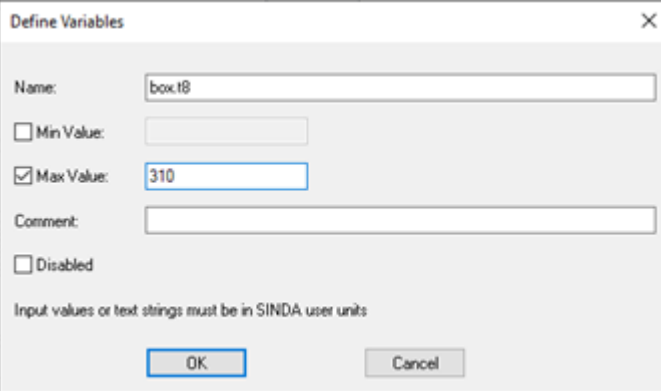 Define Variables
Name: box.t8
Min Value:
Max Value: 310
Comment:
Disabled
Input values or text strings must be in SINDA user units
OK Cancel